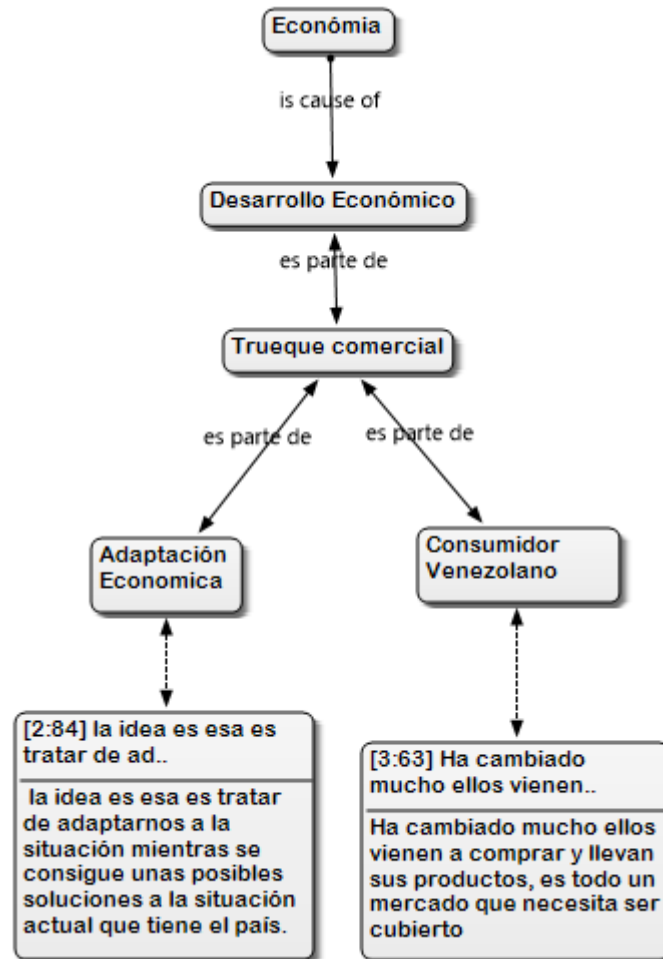 Económia
is cause of
Desarrollo Económico
es parte de
Trueque comercial
es parte de
es parte de
Adaptación
Economica
Consumidor
Venezolano
[2:84] la idea es esa es
tratar de ad..
la idea es esa es tratar
de adaptarnos a la
situación mientras se
consigue unas posibles
soluciones a la situación
actual que tiene el país.
[3:63] Ha cambiado
mucho ellos vienen..
Ha cambiado mucho ellos
vienen a comprar y llevan
sus productos, es todo un
mercado que necesita ser
cubierto